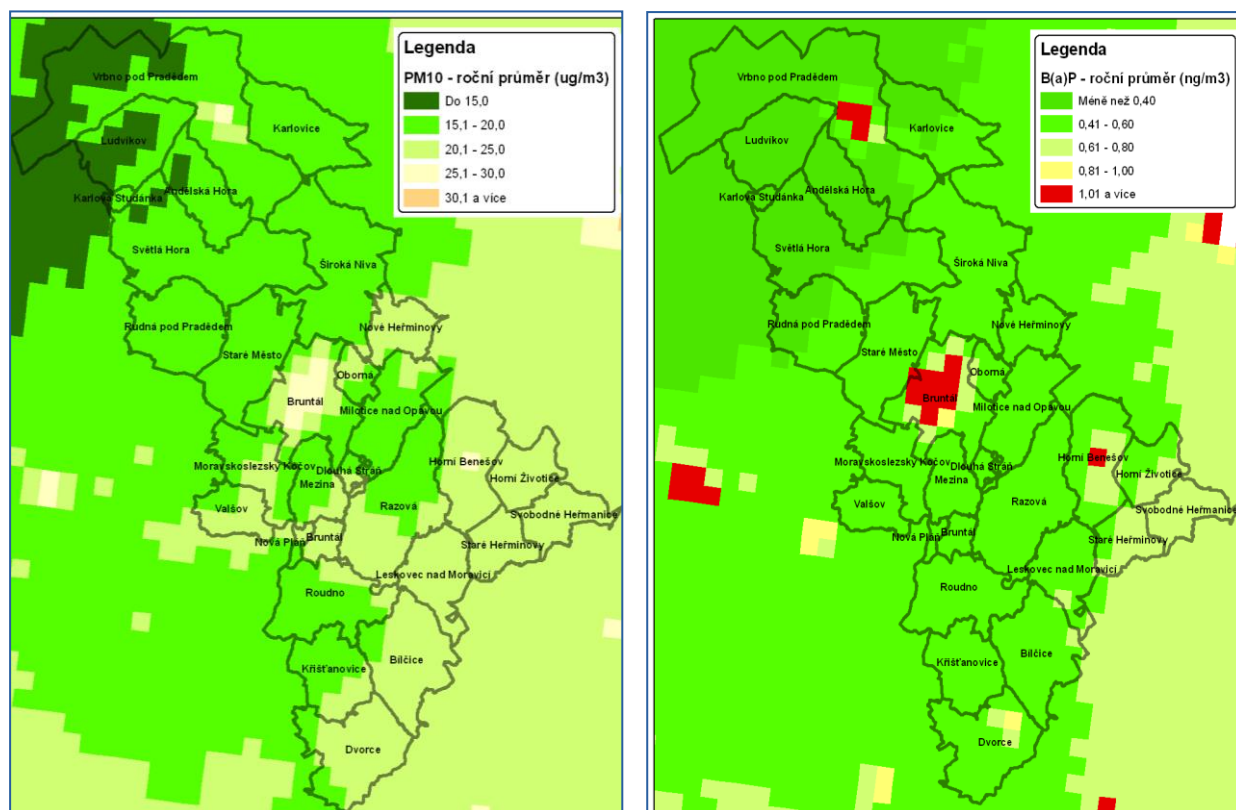 Legenda
PM10 - roční průměr (ug/m3)
Do 15,0
15,1 - 20,0
20,1 - 25,0
25,1 - 30,0
30,1 a více
Vrbno pod Pradědem
Karlovice
Ludvíkov
Andělská Hora
Karlova Studánka
Světlá Hora
Široká Niva
Rudná pod Pradědem
Nové Heřminovy
Staré Město
Oborná
Bruntál
Milotice nad Opavou
Moravskoslezský Kočov
Dlouhá Stráň
Horní Benešov
Mezina
Horní Životice
Valšov
Razová
Svobodné Heřmanice
Nová Pláň
Bruntál
Staré Heřminovy
Leskovec nad Moravicí
Roudno
Bílčice
Křišťanovice
Dvorce
Legenda
B(a)P - roční průměr (ng/m3)
Méně než 0,40
0,41 - 0,60
0,61 - 0,80
0,81 - 1,00
1,01 a více
Vrbno pod Pradědem
Karlovice
Ludvíkov
Andělská Hora
Karlova Studánka
Světlá Hora
Široká Niva
Rudná pod Pradědem
Nové Heřminovy
Staré Město
Oborná
Bruntál
Milotice nad Opavou
Moravskoslezský Kočov
Dlouhá Stráň
Horní Benešov
Mezina
Horní Životice
Valšov
Razová
Svobodné Heřmanice
Nová Pláň
Bruntál
Staré Heřminovy
Leskovec nad Moravicí
Roudno
Bílčice
Křišťanovice
Dvorce